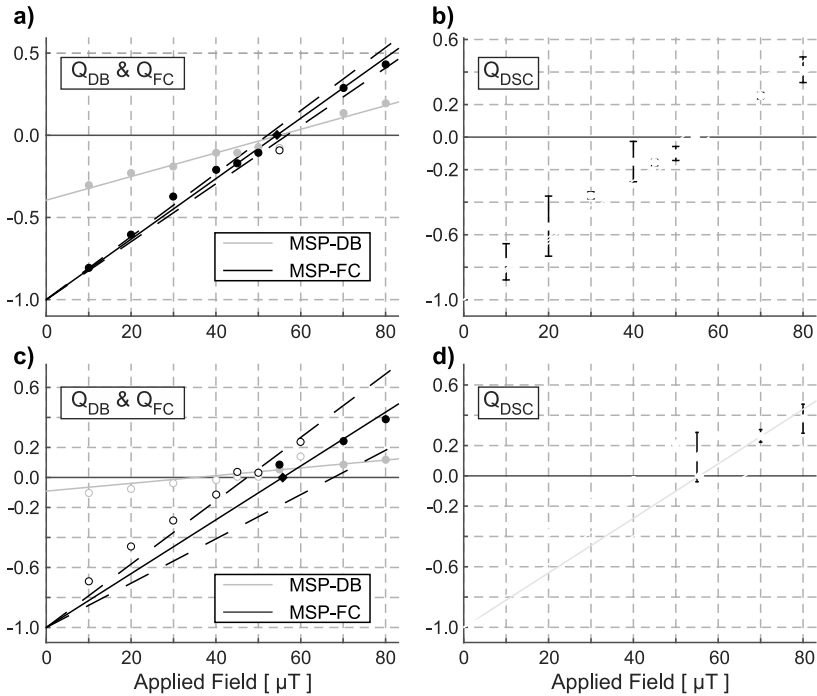 a)
Q_DB & Q_FC
0.5
0.0
-0.5
-1.0
MSP-DB
MSP-FC
0 20 40 60 80
b)
Q_DSC
0.6
0.2
0.0
-0.2
-0.6
-1.0
0 20 40 60 80
c)
Q_DB & Q_FC
0.6
0.2
0.0
-0.2
-0.6
-1.0
MSP-DB
MSP-FC
0 20 40 60 80
Applied Field [ µT ]
d)
Q_DSC
0.6
0.2
0.0
-0.2
-0.6
-1.0
0 20 40 60 80
Applied Field [ µT ]